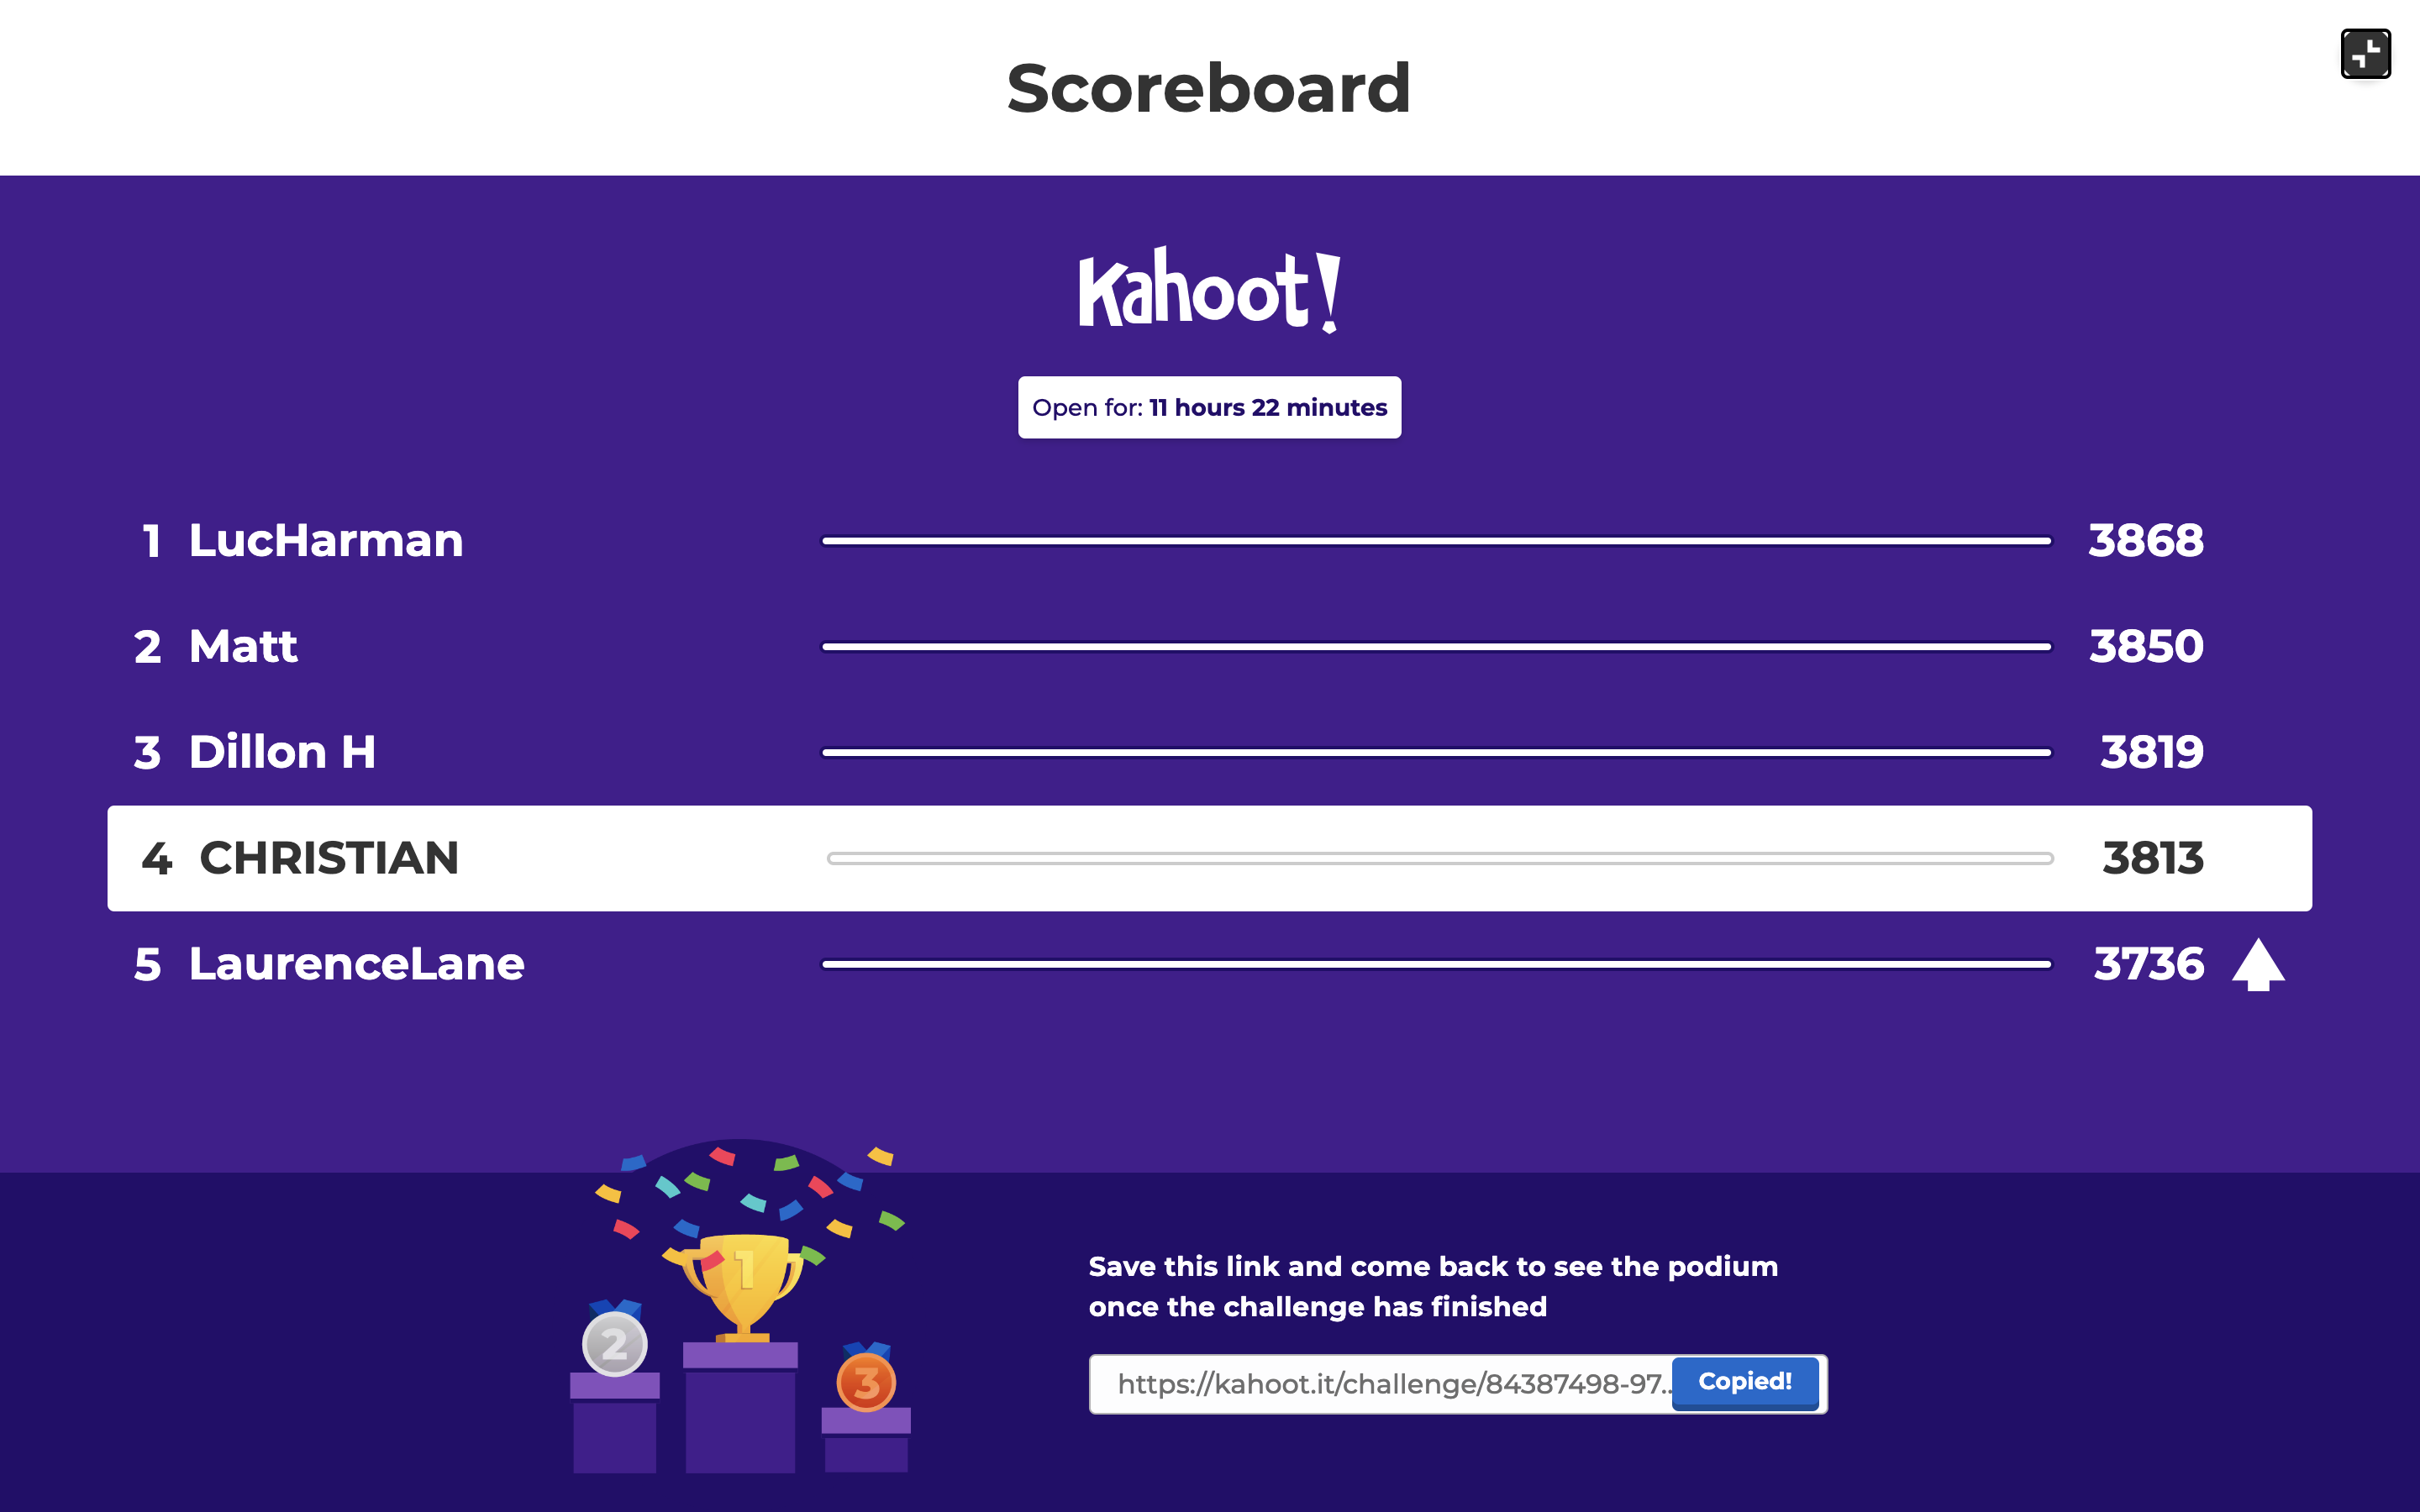 Scoreboard
Kahoot!
Open for: 11 hours 22 minutes
1 LucHarman 3868
2 Matt 3850
3 Dillon H 3819
4 CHRISTIAN 3813
5 LaurenceLane 3736
1
2
3
Save this link and come back to see the podium
once the challenge has finished
https://kahoot.it/challenge/84387498-97.. Copied!